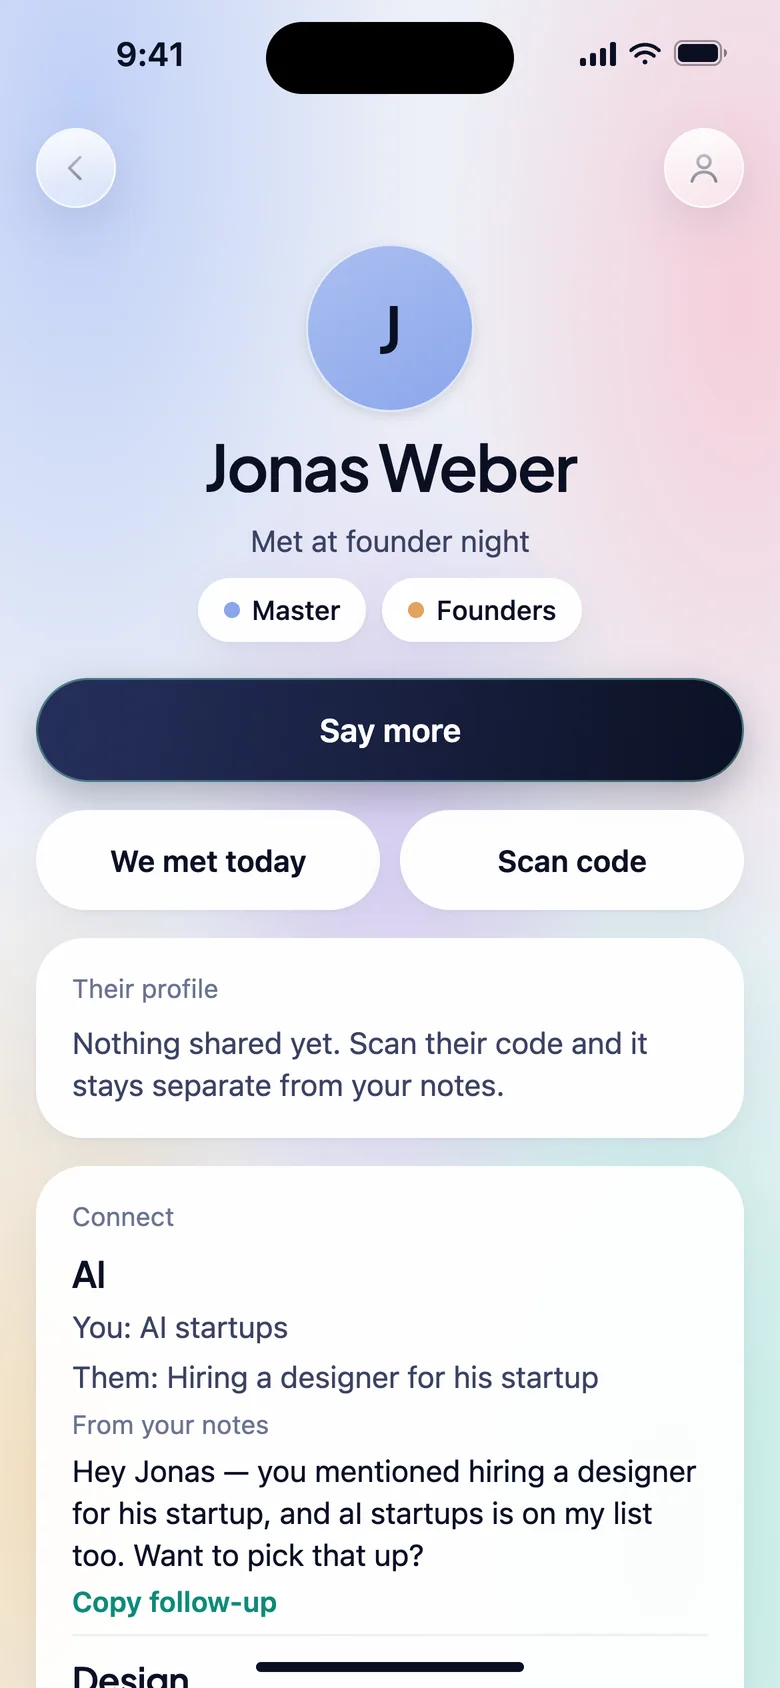 9:41
J
Jonas Weber
Met at founder night
Master
Founders
Say more
We met today
Scan code
Their profile
Nothing shared yet. Scan their code and it
stays separate from your notes.
Connect
AI
You: AI startups
Them: Hiring a designer for his startup
From your notes
Hey Jonas — you mentioned hiring a designer
for his startup, and aI startups is on my list
too. Want to pick that up?
Copy follow-up
Design